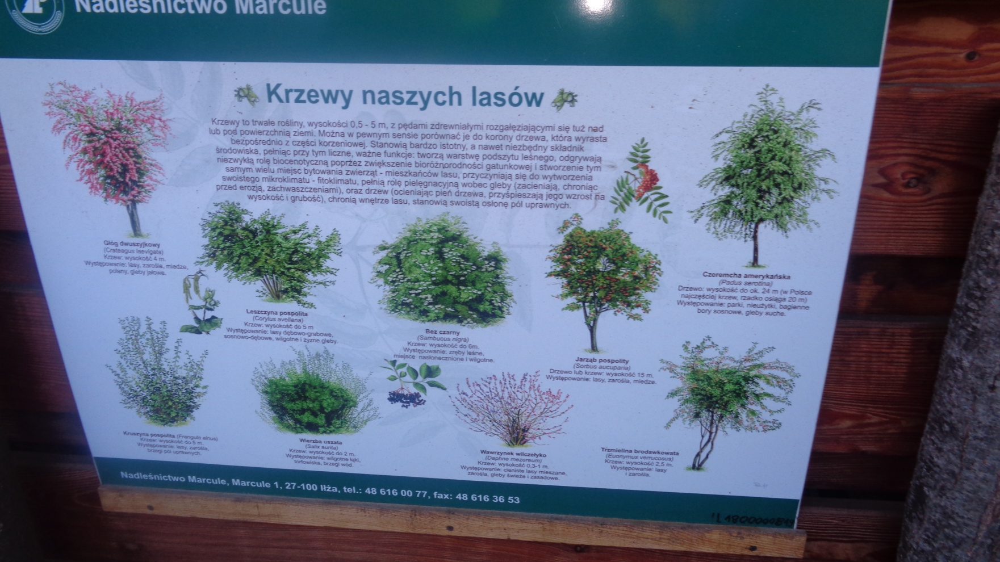 Nadleśnictwo Marcule
Krzewy naszych lasów
Krzewy to trwałe rośliny, wysokości 0,5 - 5 m, z pędami zdrewniałymi rozgałęziającymi się tuż nad
lub pod powierzchnią ziemi. Można w pewnym sensie porównać je do korony drzewa, która wyrasta
bezpośrednio z części korzeniowej. Stanowią bardzo istotny, a nawet niezbędny składnik
środowiska, pełniąc przy tym liczne, ważne funkcje: tworzą warstwę podszytu leśnego, odgrywają
niezwykłą rolę biocenotyczną poprzez zwiększenie bioróżnorodności gatunkowej i stworzenie tym
samym wielu miejsc bytowania zwierząt - mieszkańców lasu, przyczyniają się do wytworzenia
swoistego mikroklimatu - fitoklimatu, pełnią rolę pielęgnacyjną wobec gleby (zacieniają, chroniąc
przed erozją, zachwaszczeniami), oraz drzew (ocieniając pień drzewa, przyśpieszają jego wzrost na
wysokość i grubość), chronią wnętrze lasu, stanowią swoistą osłonę pól uprawnych.
Głóg dwuszyjkowy
(Crateagus laevigata)
Krzew: wysokość 4 m.
Występowanie: lasy, zarośla, miedze,
polany, gleby jałowe.
Leszczyna pospolita
(Corylus avellana)
Krzew: wysokość do 5 m
Występowanie: lasy dębowo-grabowe,
sosnowo-dębowe, wilgotne i żyzne gleby.
Bez czarny
(Sambucus nigra)
Krzew: wysokość do 6m.
Występowanie: zręby leśne,
miejsce nasłonecznione i wilgotne.
Jarząb pospolity
(Sorbus aucuparia)
Drzewo lub krzew: wysokość 15 m.
Występowanie: lasy, zarośla, miedze.
Czeremcha amerykańska
(Padus serotina)
Drzewo: wysokość do ok. 24 m (w Polsce
najczęściej krzew, rzadko osiąga 20 m)
Występowanie: parki, nieużytki, bagienne
bory sosnowe, gleby suche.
Kruszyna pospolita (Frangula alnus)
Krzew: wysokość do 5 m.
Występowanie: lasy, zarośla,
brzegi pól uprawnych.
Wierzba uszata
(Salix aurita)
Krzew: wysokość do 2 m.
Występowanie: wilgotne łąki,
torfowiska, brzegi wód.
Wawrzynek wilczełyko
(Daphne mezereum)
Krzew: wysokość 0,3-1 m.
Występowanie: cieniste lasy mieszane,
zarośla, gleby świeże i zasadowe.
Trzmielina brodawkowata
(Euonymus verrucosus)
Krzew: wysokość 2,5 m.
Występowanie: lasy
i zarośla.
Nadleśnictwo Marcule, Marcule 1, 27-100 Iłża, tel.: 48 616 00 77, fax: 48 616 36 53